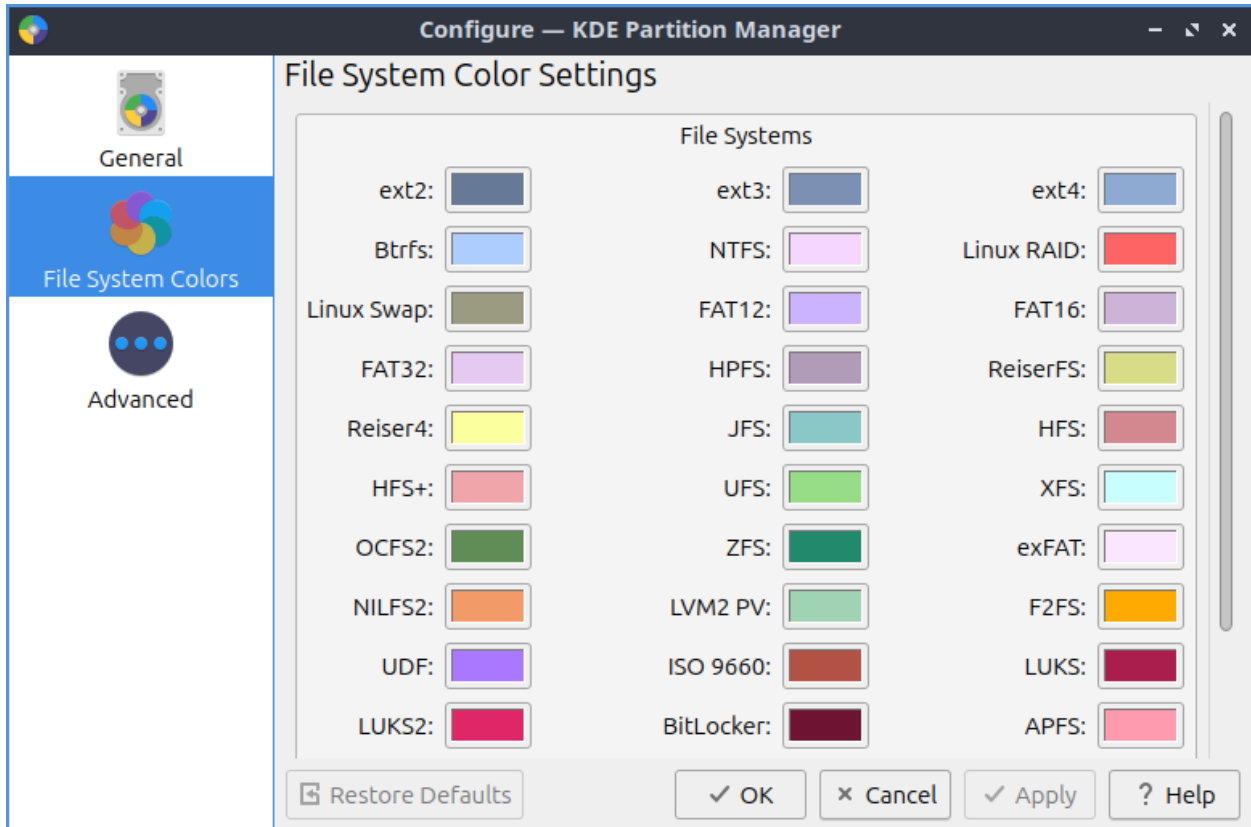 Configure — KDE Partition Manager
General
File System Colors
Advanced
File System Color Settings
File Systems
ext2: ext3: ext4:
Btrfs: NTFS: Linux RAID:
Linux Swap: FAT12: FAT16:
FAT32: HPFS: ReiserFS:
Reiser4: JFS: HFS:
HFS+: UFS: XFS:
OCFS2: ZFS: exFAT:
NILFS2: LVM2 PV: F2FS:
UDF: ISO 9660: LUKS:
LUKS2: BitLocker: APFS:
Restore Defaults OK Cancel Apply ? Help